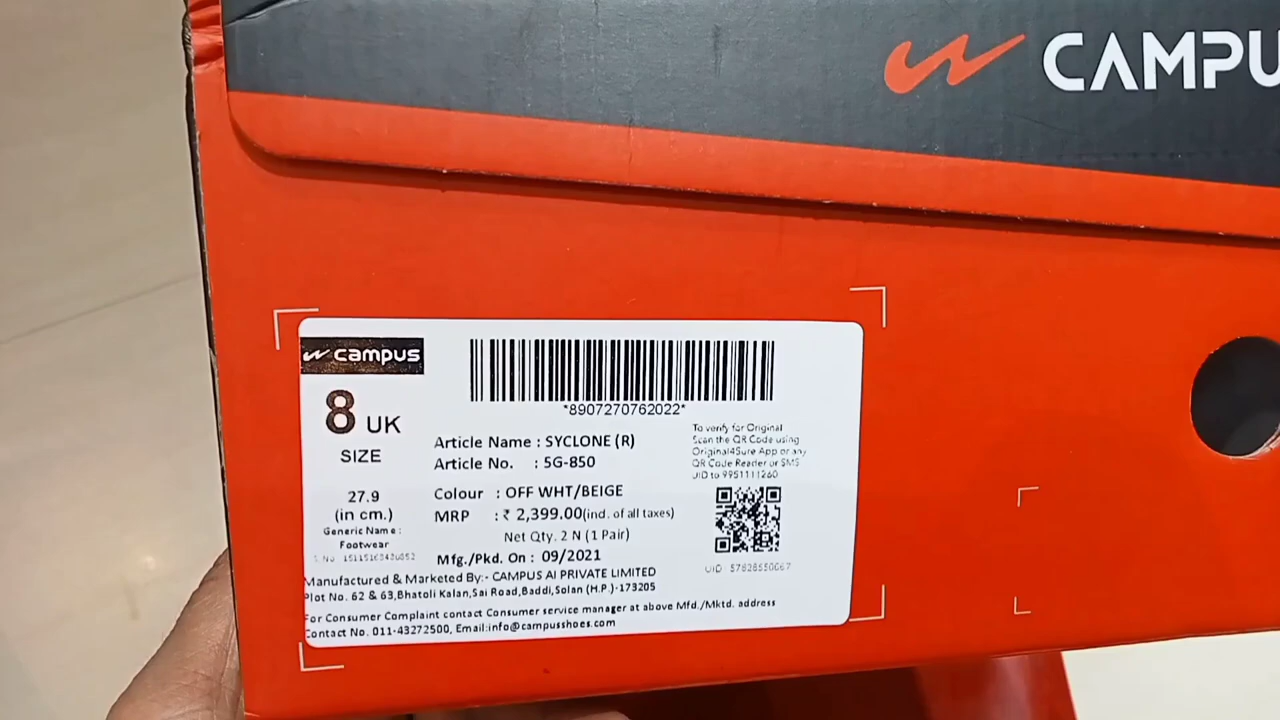 CAMPU
campus
8 UK
SIZE
27.9
(in cm.)
Generic Name :
Footwear
*8907270762022*
Article Name : SYCLONE (R)
Article No. : 5G-850
Colour : OFF WHT/BEIGE
MRP : ₹ 2,399.00(incl. of all taxes)
Net Qty. 2 N (1 Pair)
Mfg./Pkd. On : 09/2021
To verify for Original
Scan the QR Code using
Original4Sure App or any
QR Code Reader or SMS
UID to 9951111260
Manufactured & Marketed By:- CAMPUS AI PRIVATE LIMITED
Plot No. 62 & 63,Bhatoli Kalan,Sai Road,Baddi,Solan (H.P.)-173205
For Consumer Complaint contact Consumer service manager at above Mfd./Mktd. address
Contact No. 011-43272500, Email:info@campusshoes.com